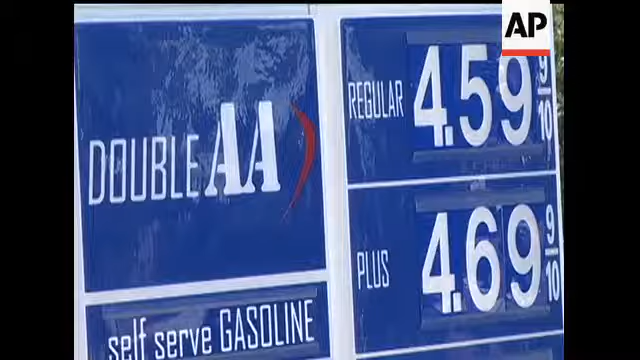 AP
DOUBLE AA
self serve GASOLINE
REGULAR 4.59 9/10
PLUS 4.69 9/10